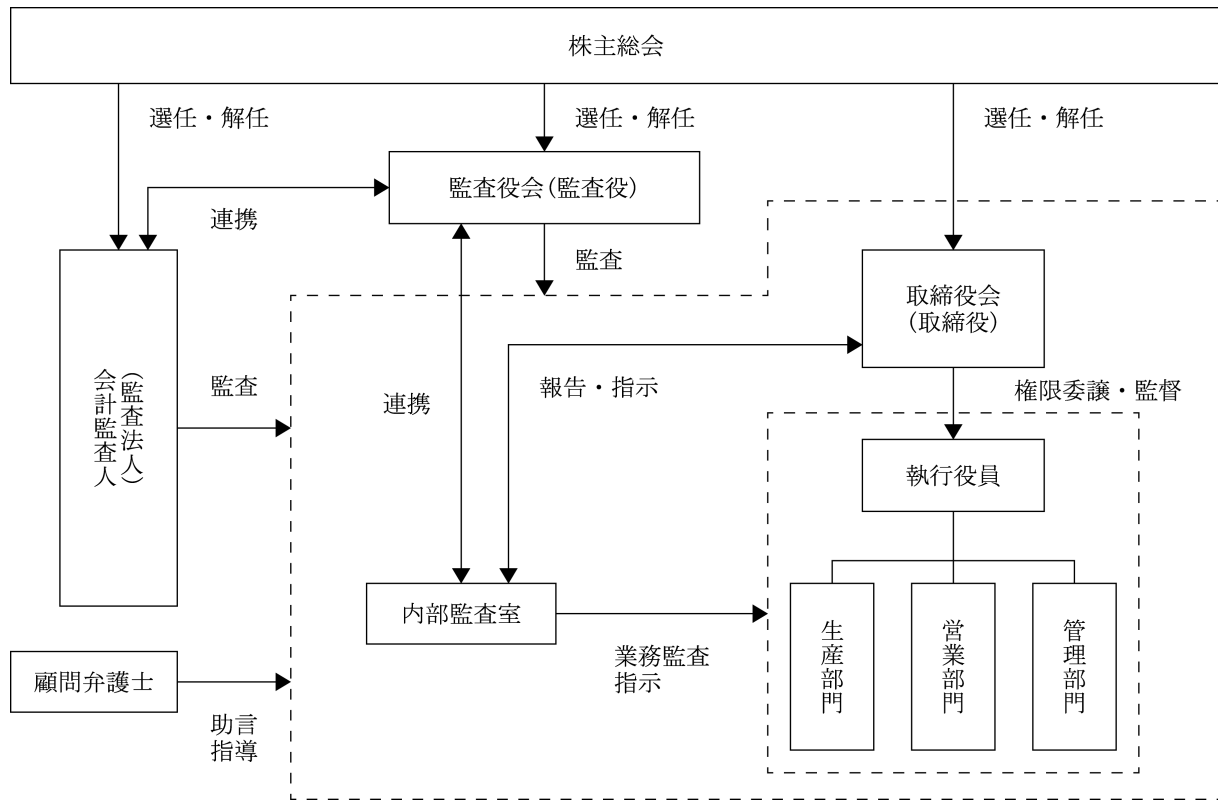 株主総会
選任・解任
選任・解任
選任・解任
監査役会(監査役)
連携
監査
取締役会
(取締役)
会計監査人
(監査法人)
監査
連携
報告・指示
権限委譲・監督
執行役員
内部監査室
業務監査
指示
生産部門
営業部門
管理部門
顧問弁護士
助言
指導